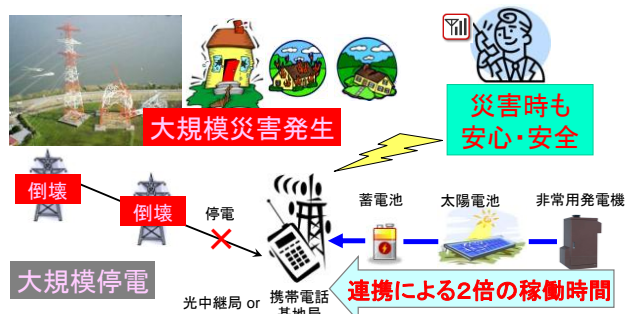 大規模災害発生
災害時も
安心・安全
倒壊
倒壊
停電
蓄電池
太陽電池
非常用発電機
大規模停電
連携による2倍の稼働時間
光中継局 or
携帯電話
基地局